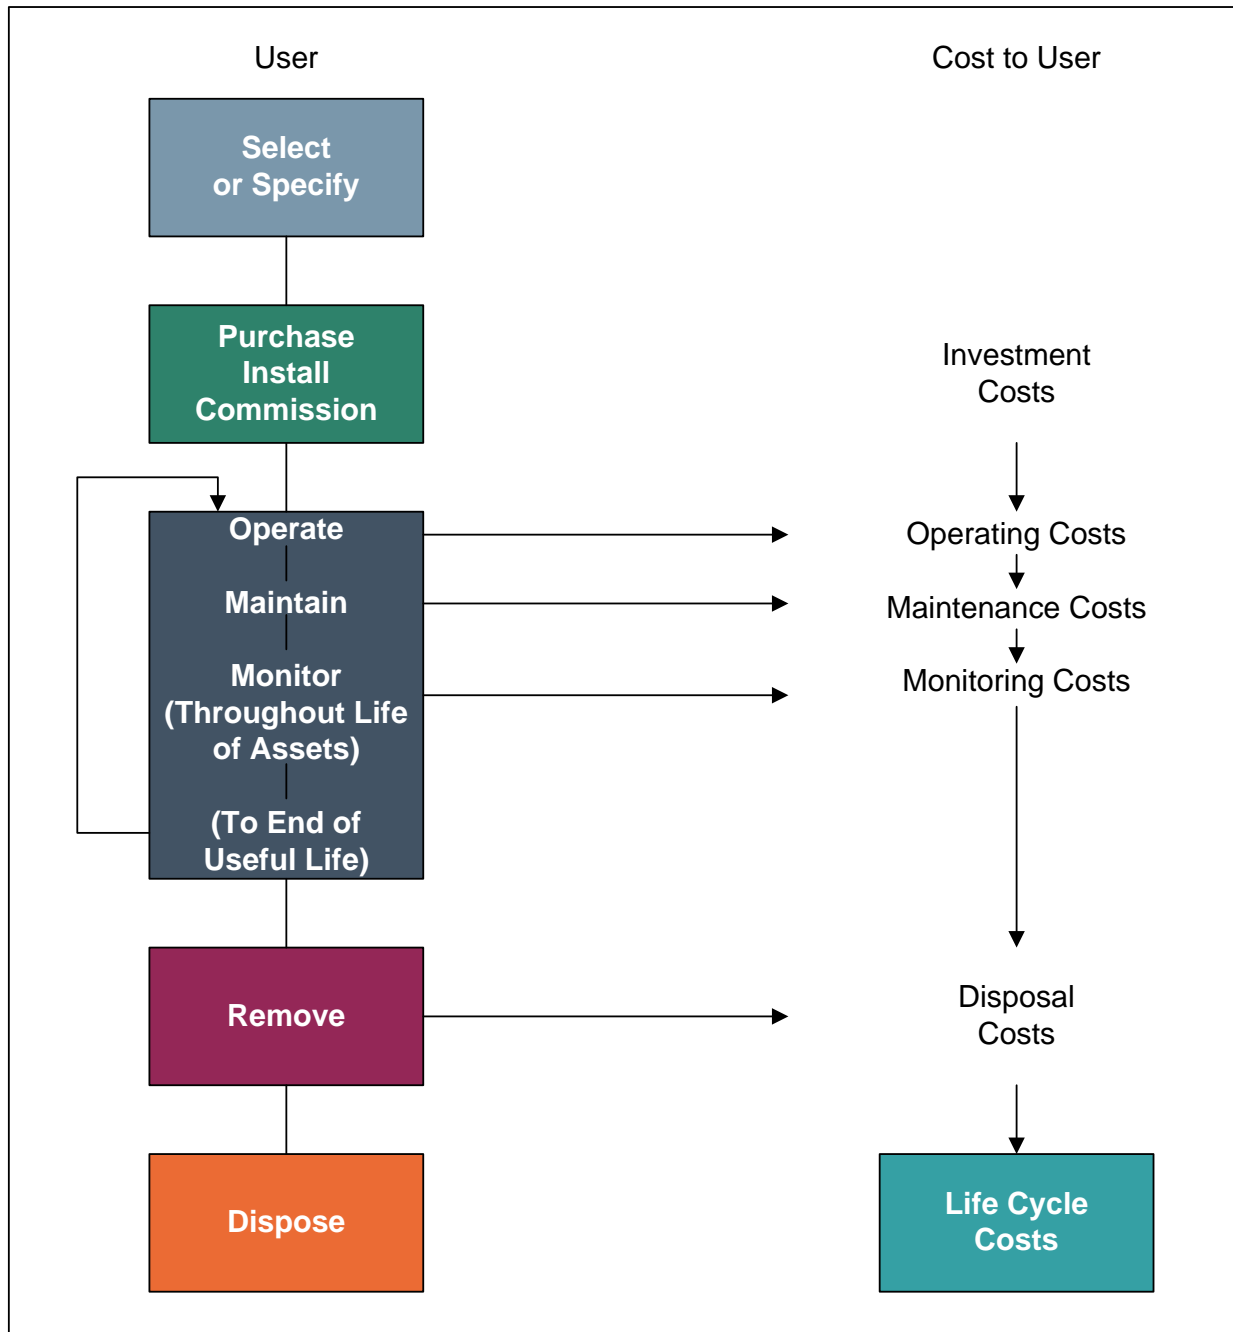 User
Cost to User
Select
or Specify
Purchase
Install
Commission
Investment
Costs
Operate
Operating Costs
Maintain
Maintenance Costs
Monitor
(Throughout Life
of Assets)
Monitoring Costs
(To End of
Useful Life)
Remove
Disposal
Costs
Dispose
Life Cycle
Costs